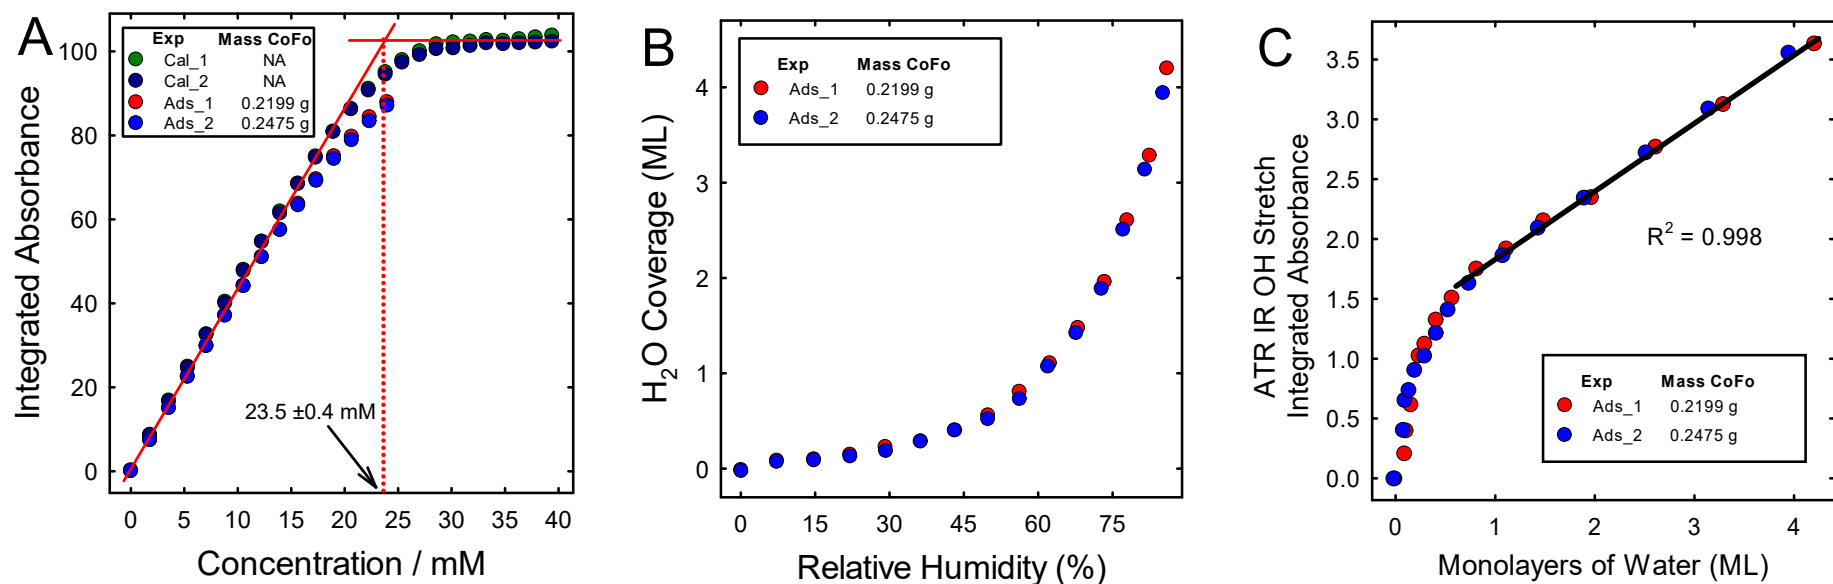 A
Exp Mass CoFo
Cal_1 NA
Cal_2 NA
Ads_1 0.2199 g
Ads_2 0.2475 g
Integrated Absorbance
100
80
60
40
20
0
23.5 ±0.4 mM
0 5 10 15 20 25 30 35 40
Concentration / mM
B
Exp Mass CoFo
Ads_1 0.2199 g
Ads_2 0.2475 g
H₂O Coverage (ML)
4
3
2
1
0
0 15 30 45 60 75
Relative Humidity (%)
C
ATR IR OH Stretch
Integrated Absorbance
3.5
3.0
2.5
2.0
1.5
1.0
0.5
0.0
R² = 0.998
Exp Mass CoFo
Ads_1 0.2199 g
Ads_2 0.2475 g
0 1 2 3 4
Monolayers of Water (ML)